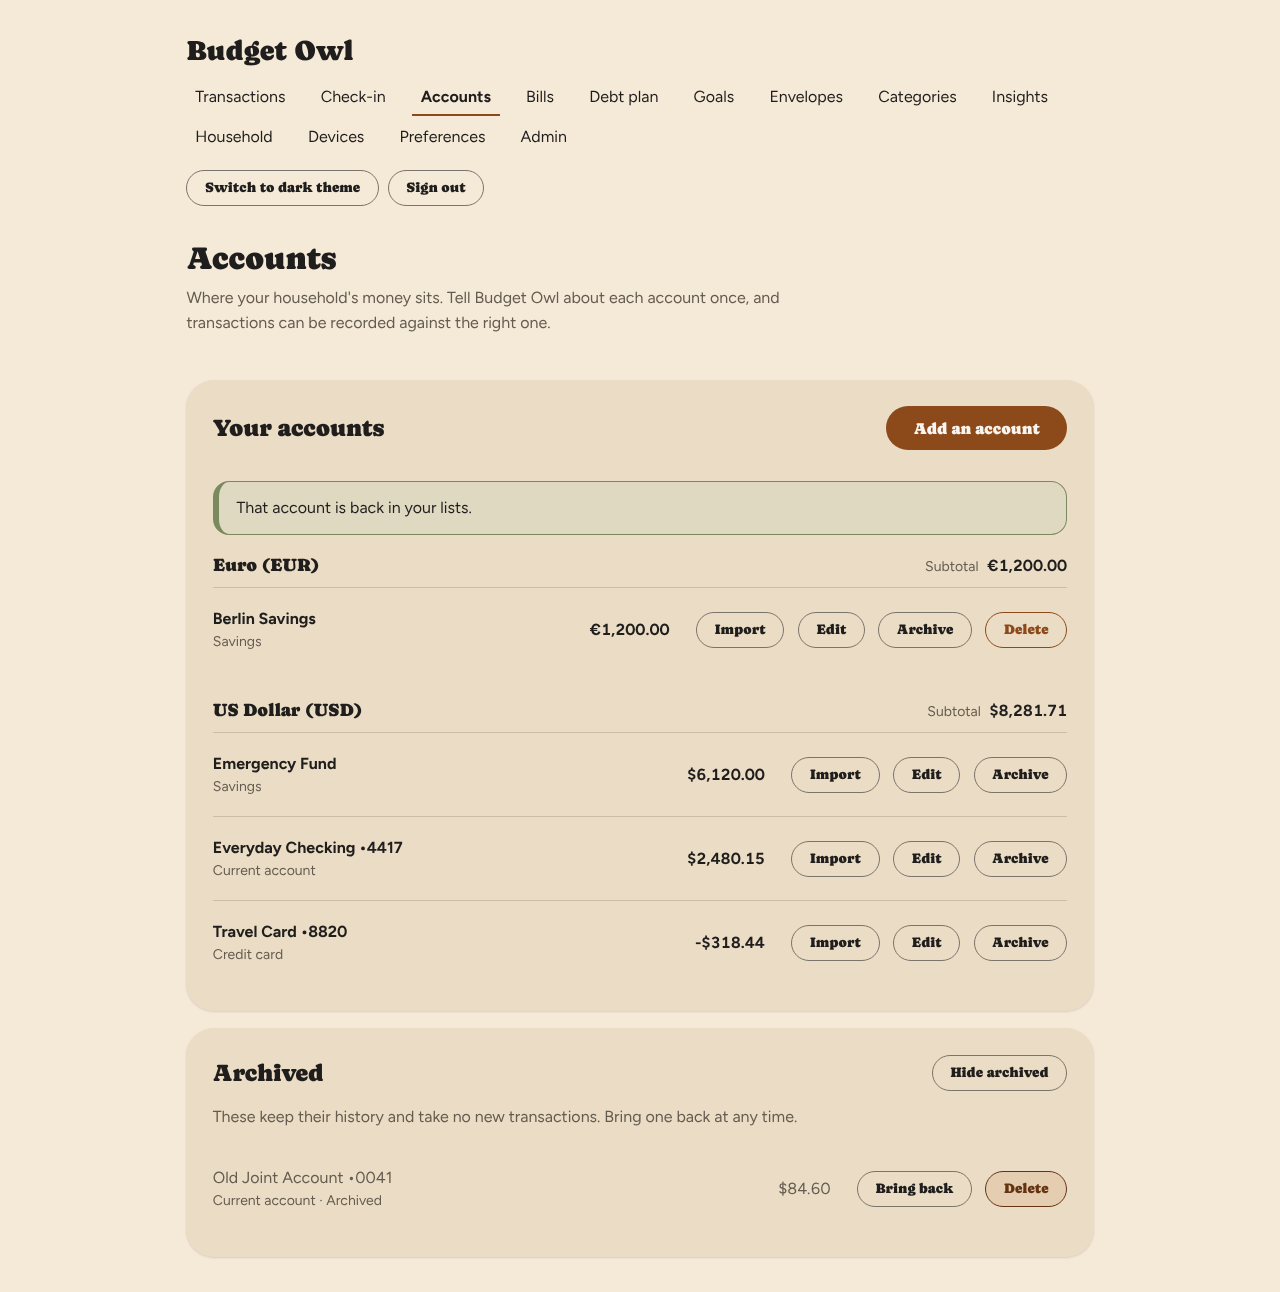 Budget Owl
Transactions Check-in Accounts Bills Debt plan Goals Envelopes Categories Insights
Household Devices Preferences Admin
Switch to dark theme Sign out
Accounts
Where your household's money sits. Tell Budget Owl about each account once, and
transactions can be recorded against the right one.
Your accounts Add an account
That account is back in your lists.
Euro (EUR) Subtotal €1,200.00
Berlin Savings
Savings
€1,200.00 Import Edit Archive Delete
US Dollar (USD) Subtotal $8,281.71
Emergency Fund
Savings
$6,120.00 Import Edit Archive
Everyday Checking •4417
Current account
$2,480.15 Import Edit Archive
Travel Card •8820
Credit card
-$318.44 Import Edit Archive
Archived Hide archived
These keep their history and take no new transactions. Bring one back at any time.
Old Joint Account •0041
Current account · Archived
$84.60 Bring back Delete